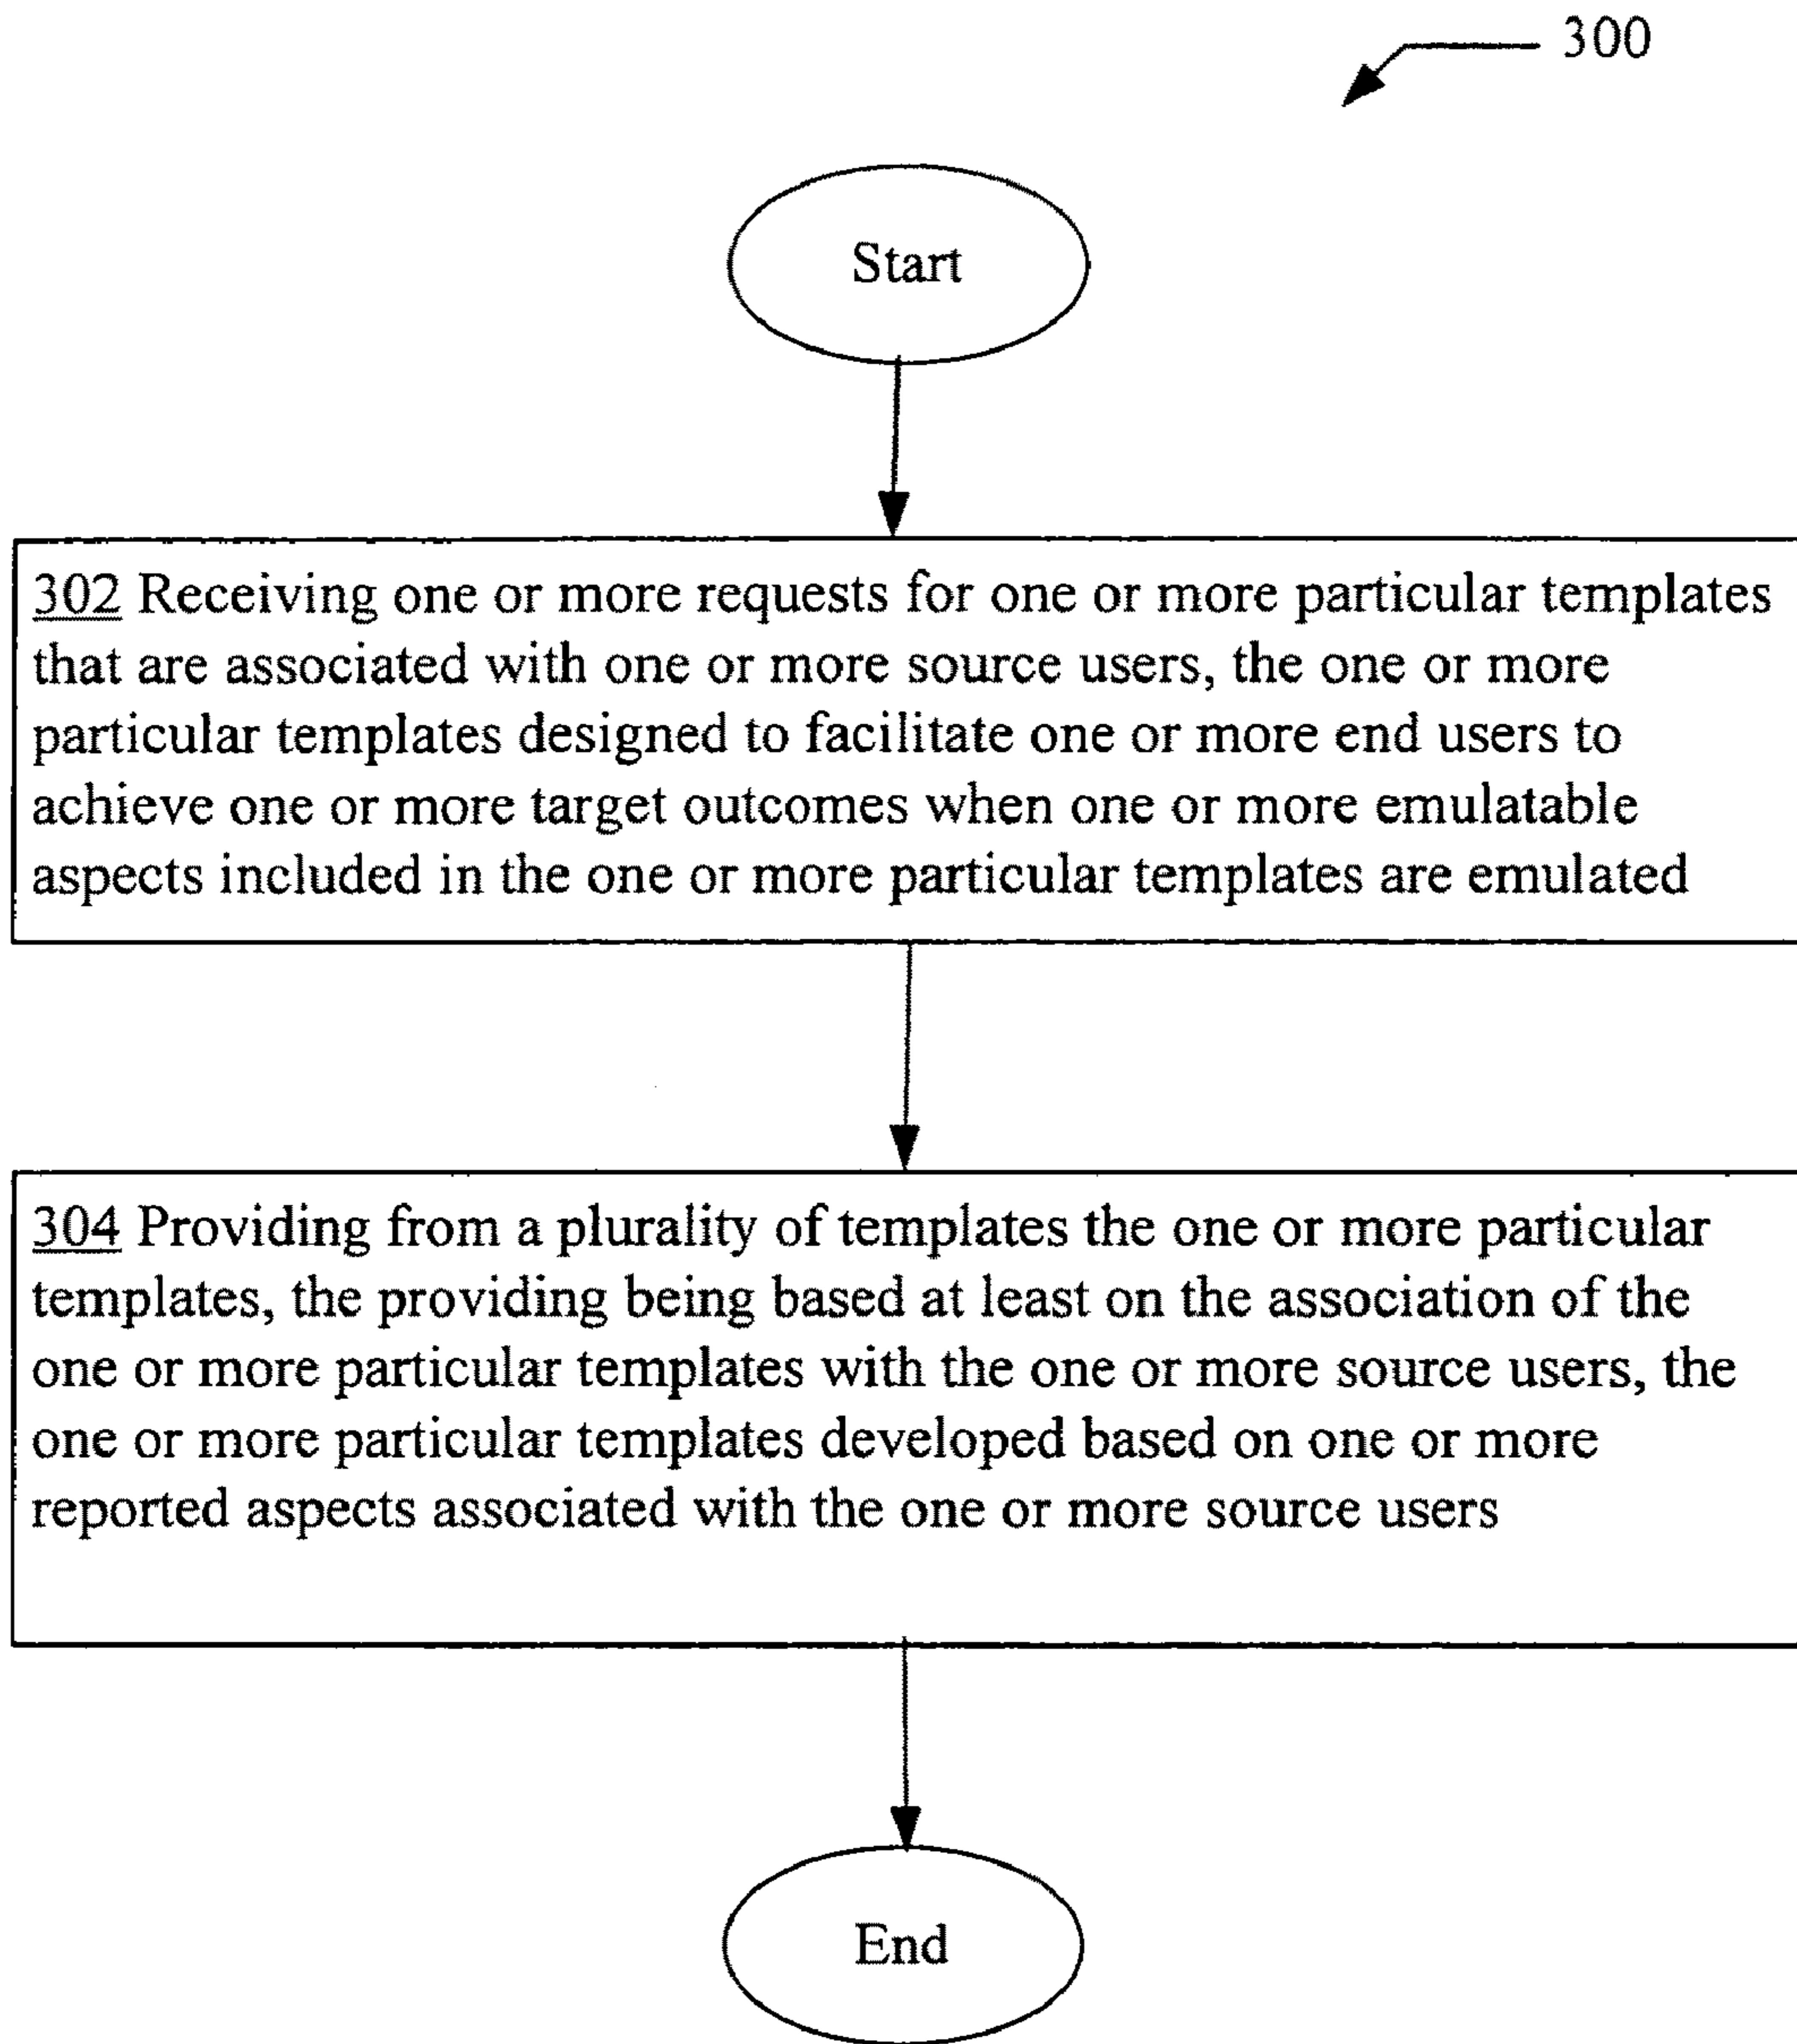 300
Start
302 Receiving one or more requests for one or more particular templates
that are associated with one or more source users, the one or more
particular templates designed to facilitate one or more end users to
achieve one or more target outcomes when one or more emulatable
aspects included in the one or more particular templates are emulated
304 Providing from a plurality of templates the one or more particular
templates, the providing being based at least on the association of the
one or more particular templates with the one or more source users, the
one or more particular templates developed based on one or more
reported aspects associated with the one or more source users
End